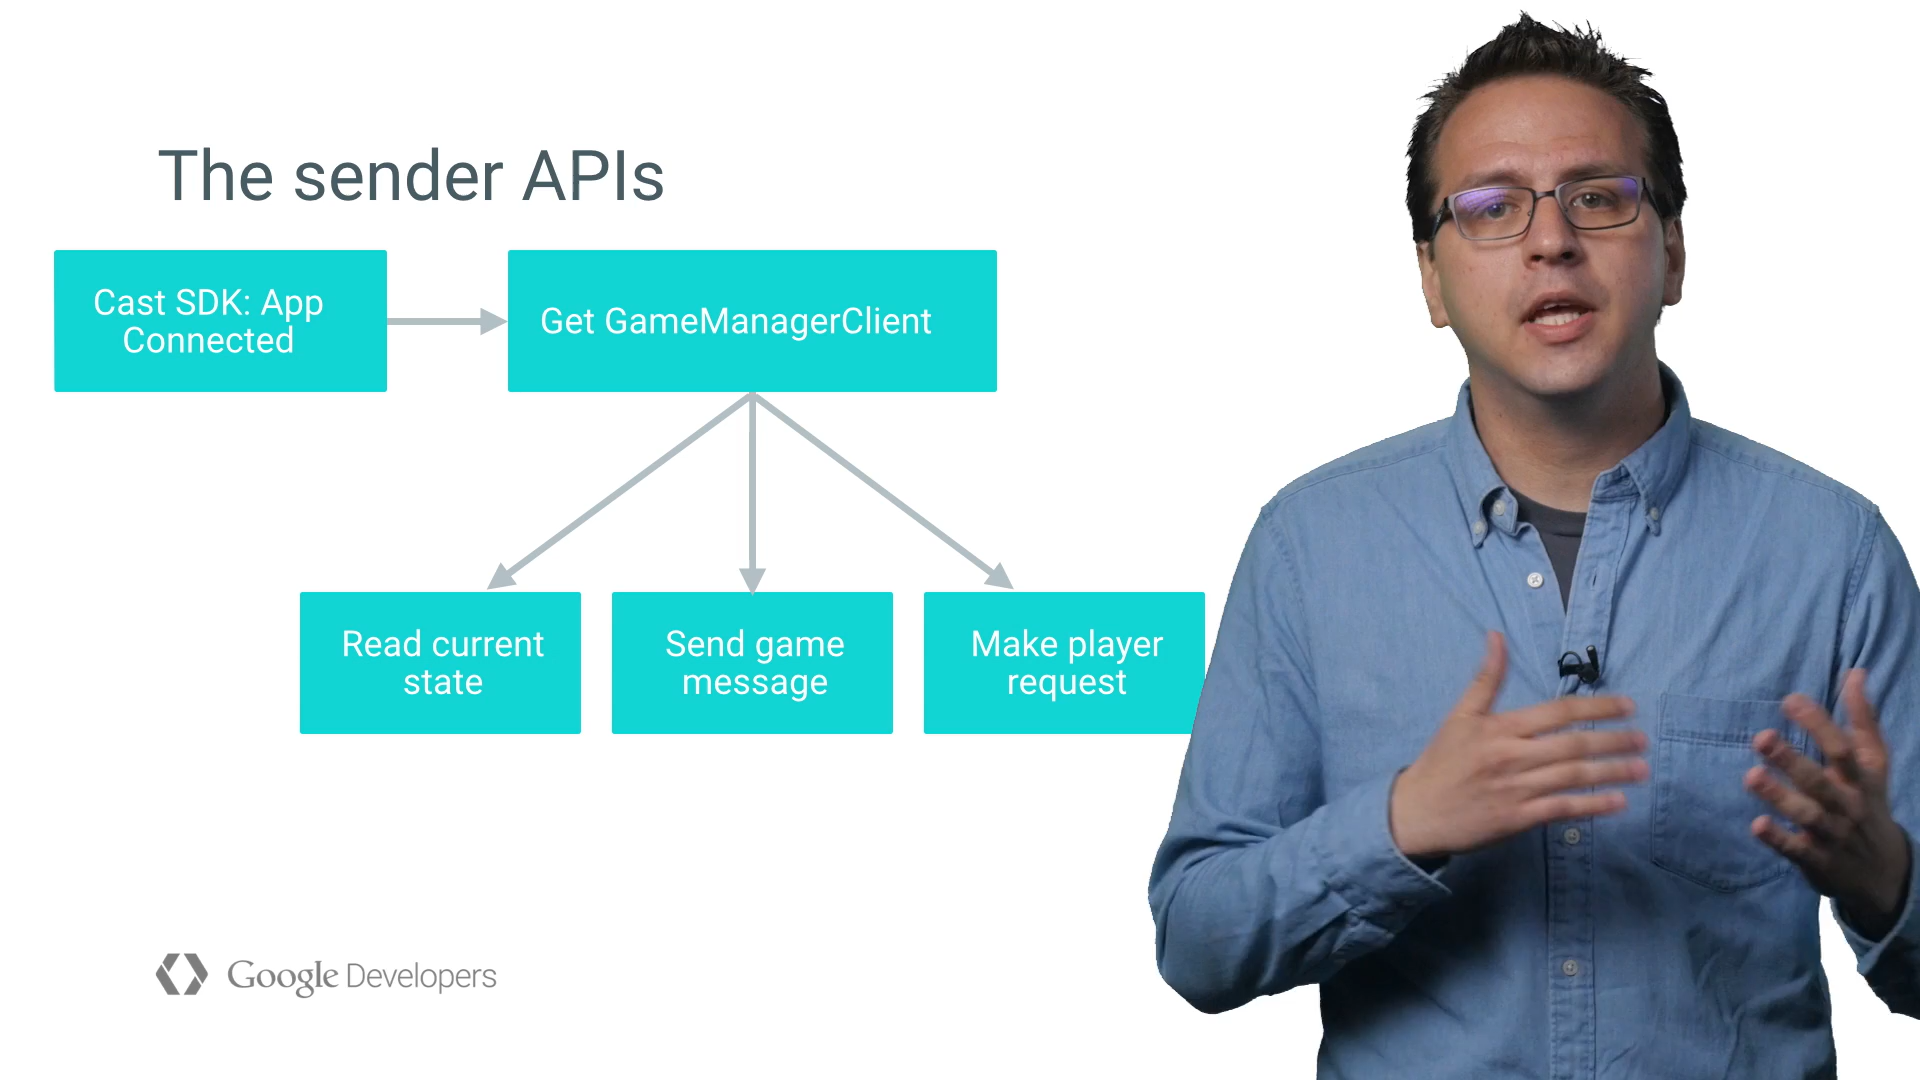 The sender APIs
Cast SDK: App
Connected
Get GameManagerClient
Read current
state
Send game
message
Make player
request
Google Developers